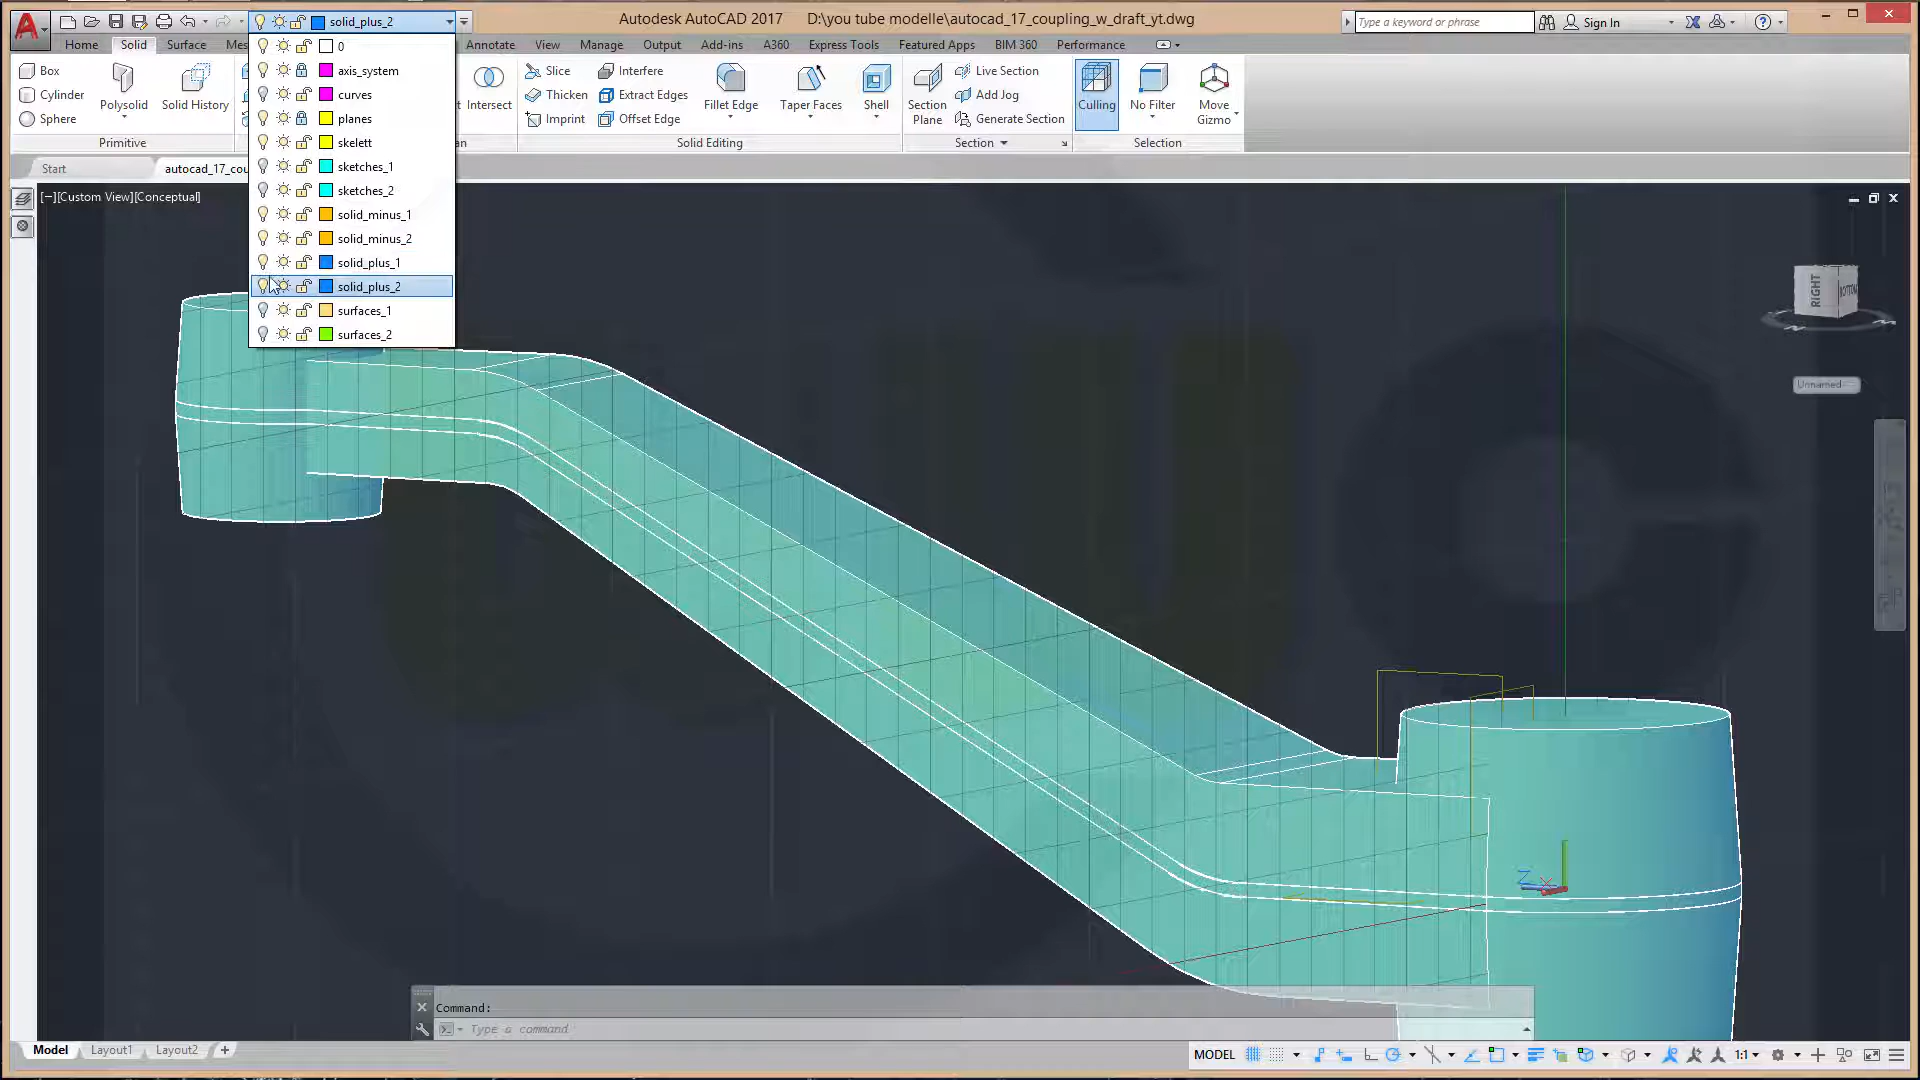 solid_plus_2
Autodesk AutoCAD 2017 D:\you tube modelle\autocad_17_coupling_w_draft_yt.dwg
Type a keyword or phrase
Sign In
Home Solid Surface Mes Annotate View Manage Output Add-ins A360 Express Tools Featured Apps BIM 360 Performance
Box
Cylinder
Sphere
Polysolid
Solid History
Primitive
0
axis_system
curves
planes
skelett
sketches_1
sketches_2
solid_minus_1
solid_minus_2
solid_plus_1
solid_plus_2
surfaces_1
surfaces_2
t Intersect
an
Slice
Thicken
Imprint
Interfere
Extract Edges
Offset Edge
Fillet Edge
Taper Faces
Shell
Solid Editing
Section Plane
Live Section
Add Jog
Generate Section
Section
Culling
No Filter
Move Gizmo
Selection
Start
autocad_17_cou
[−][Custom View][Conceptual]
RIGHT
BOTTOM
Unnamed
Z
X
Command:
Type a command
Model Layout1 Layout2 +
MODEL
1:1